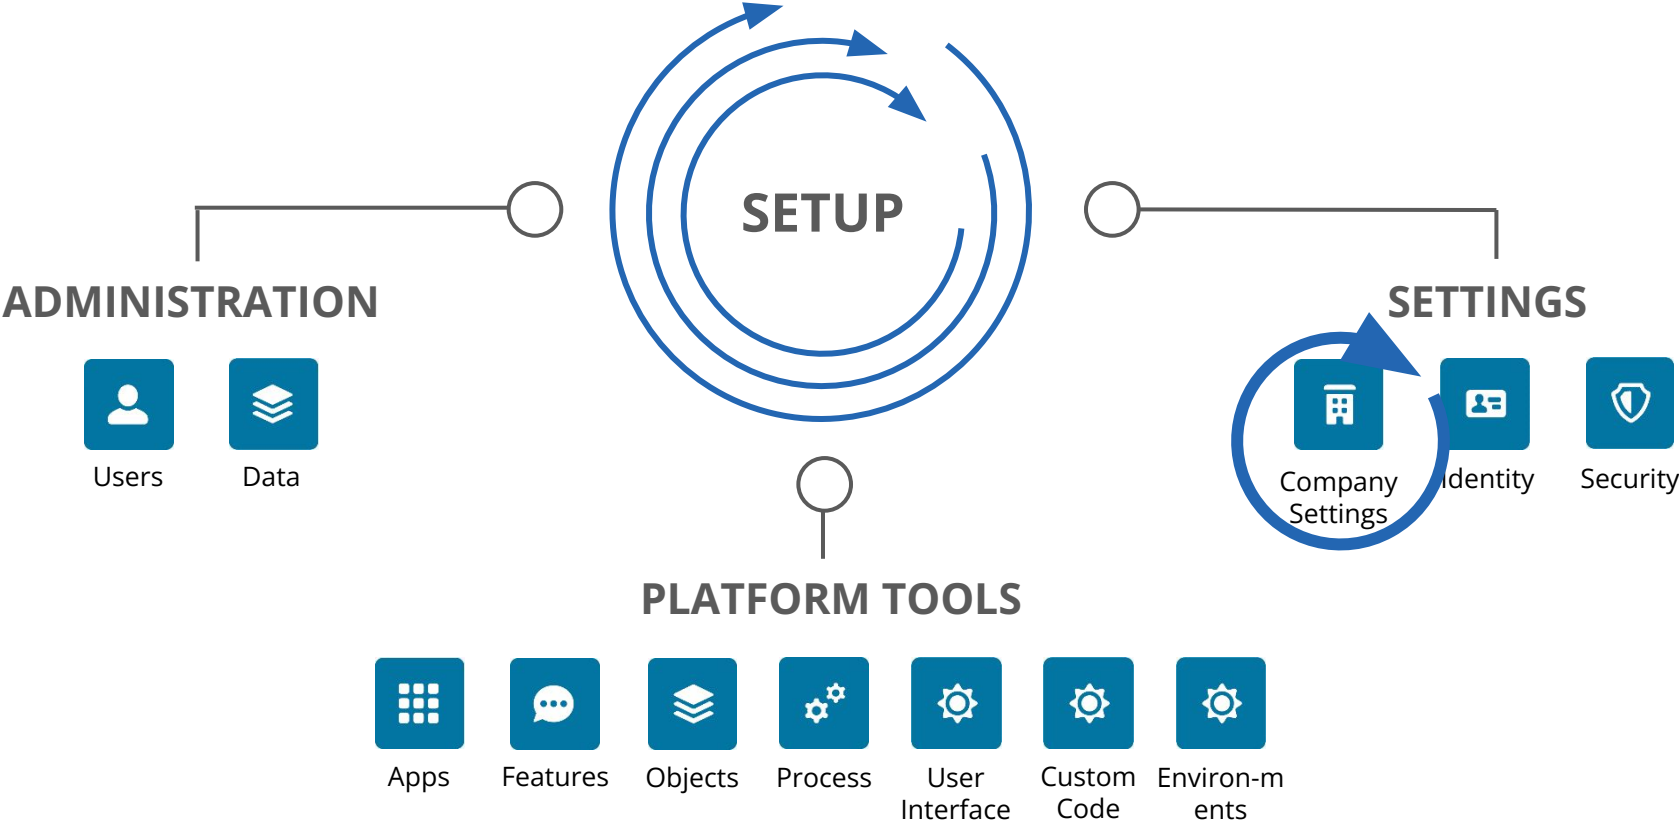 SETUP
ADMINISTRATION
Users
Data
SETTINGS
Company
Settings
Identity
Security
PLATFORM TOOLS
Apps
Features
Objects
Process
User
Interface
Custom
Code
Environ-m
ents